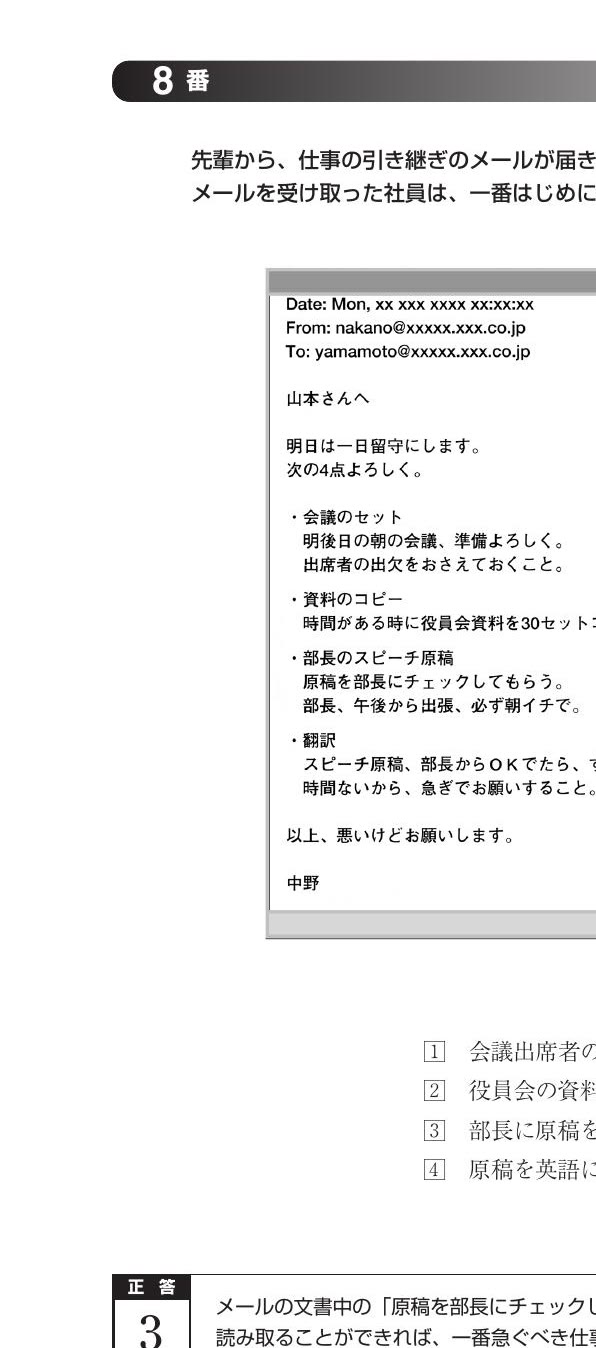 8 番
先輩から、仕事の引き継ぎのメールが届き
メールを受け取った社員は、一番はじめに
Date: Mon, xx xxx xxxx xx:xx:xx
From: nakano@xxxxx.xxx.co.jp
To: yamamoto@xxxxx.xxx.co.jp
山本さんへ
明日は一日留守にします。
次の4点よろしく。
・会議のセット
明後日の朝の会議、準備よろしく。
出席者の出欠をおさえておくこと。
・資料のコピー
時間がある時に役員会資料を30セット
・部長のスピーチ原稿
原稿を部長にチェックしてもらう。
部長、午後から出張、必ず朝イチで。
・翻訳
スピーチ原稿、部長からＯＫでたら、す
時間ないから、急ぎでお願いすること。
以上、悪いけどお願いします。
中野
1 会議出席者の
2 役員会の資料
3 部長に原稿を
4 原稿を英語に
正 答
3
メールの文書中の「原稿を部長にチェックし
読み取ることができれば、一番急ぐべき仕事